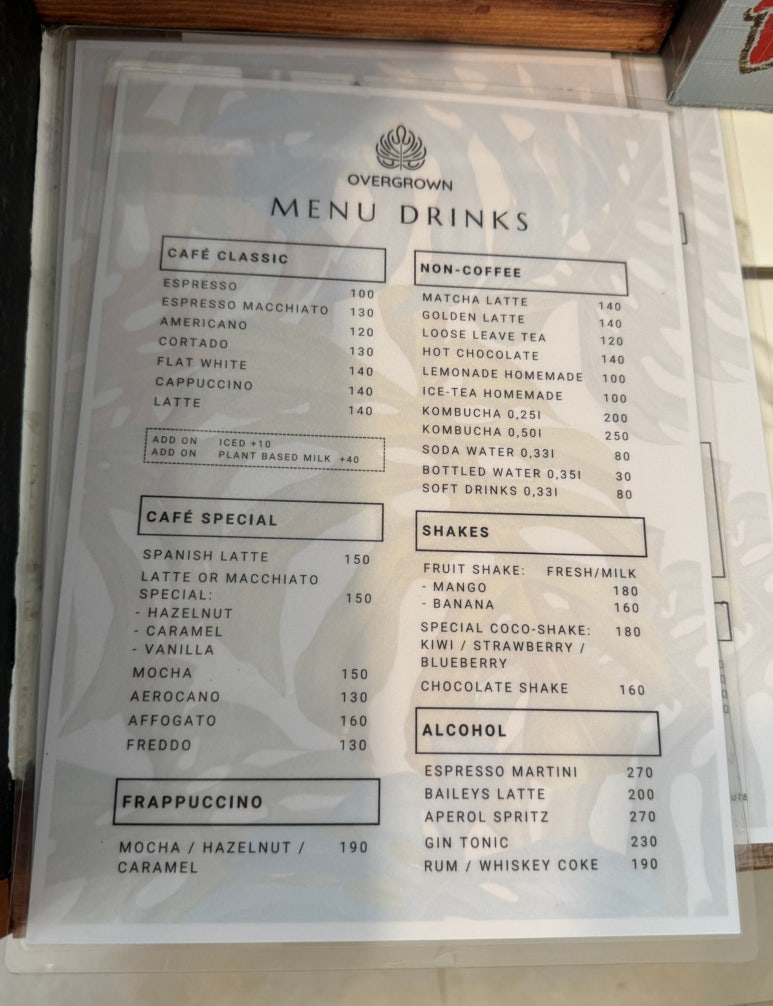 OVERGROWN
MENU DRINKS
CAFÉ CLASSIC
ESPRESSO 100
ESPRESSO MACCHIATO 130
AMERICANO 120
CORTADO 130
FLAT WHITE 140
CAPPUCCINO 140
LATTE 140
ADD ON ICED +10
ADD ON PLANT BASED MILK +40
CAFÉ SPECIAL
SPANISH LATTE 150
LATTE OR MACCHIATO
SPECIAL: 150
- HAZELNUT
- CARAMEL
- VANILLA
MOCHA 150
AEROCANO 130
AFFOGATO 160
FREDDO 130
FRAPPUCCINO
MOCHA / HAZELNUT / 190
CARAMEL
NON-COFFEE
MATCHA LATTE 140
GOLDEN LATTE 140
LOOSE LEAVE TEA 120
HOT CHOCOLATE 140
LEMONADE HOMEMADE 100
ICE-TEA HOMEMADE 100
KOMBUCHA 0,25l 200
KOMBUCHA 0,50l 250
SODA WATER 0,33l 80
BOTTLED WATER 0,35l 30
SOFT DRINKS 0,33l 80
SHAKES
FRUIT SHAKE: FRESH/MILK
- MANGO 180
- BANANA 160
SPECIAL COCO-SHAKE: 180
KIWI / STRAWBERRY /
BLUEBERRY
CHOCOLATE SHAKE 160
ALCOHOL
ESPRESSO MARTINI 270
BAILEYS LATTE 200
APEROL SPRITZ 270
GIN TONIC 230
RUM / WHISKEY COKE 190